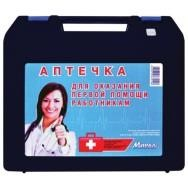 АПТЕЧКА
ДЛЯ ОКАЗАНИЯ
ПЕРВОЙ ПОМОЩИ
РАБОТНИКАМ